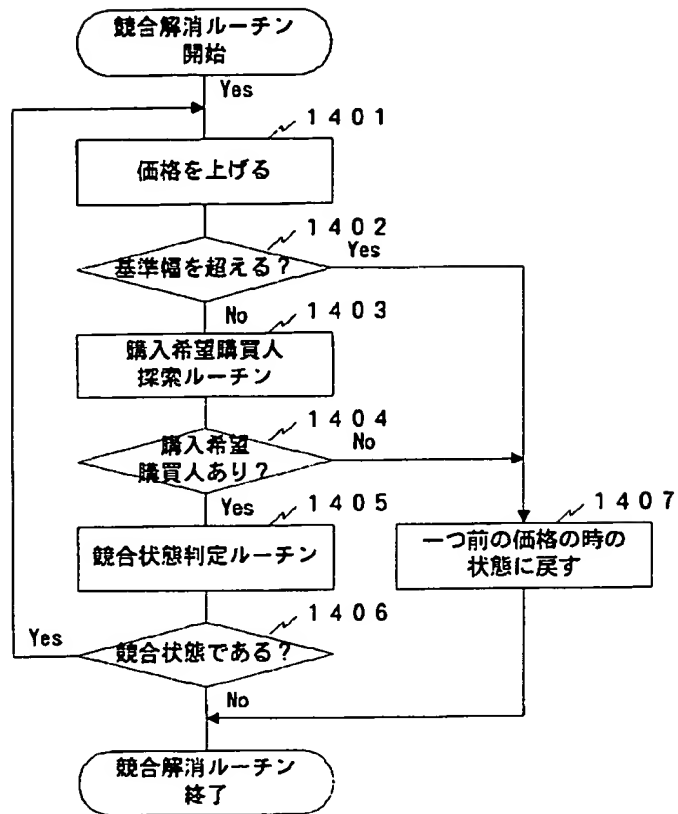 競合解消ルーチン
開始
Yes
1401
価格を上げる
1402
基準幅を超える?
Yes
No
1403
購入希望購買人
探索ルーチン
1404
購入希望
購買人あり?
No
Yes
1405
競合状態判定ルーチン
1407
一つ前の価格の時の
状態に戻す
1406
競合状態である?
Yes
No
競合解消ルーチン
終了